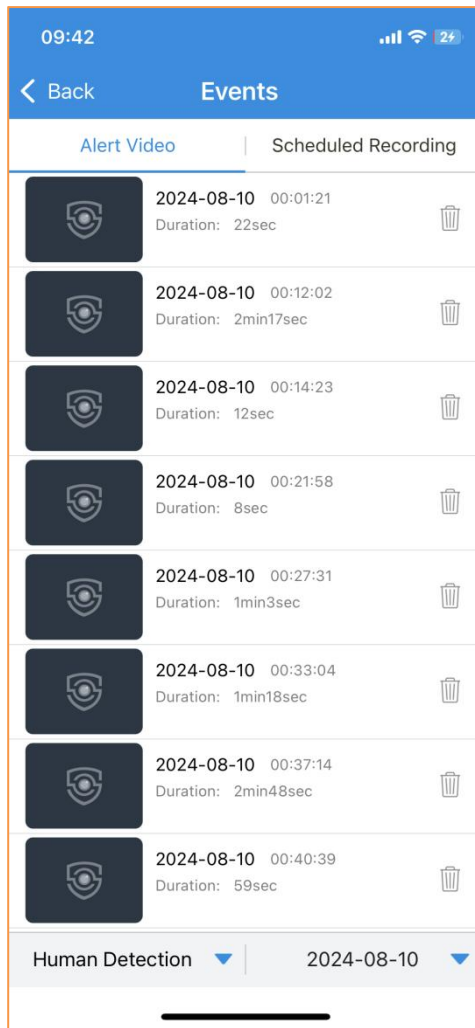 09:42 24
Back Events
Alert Video Scheduled Recording
2024-08-10 00:01:21
Duration: 22sec
2024-08-10 00:12:02
Duration: 2min17sec
2024-08-10 00:14:23
Duration: 12sec
2024-08-10 00:21:58
Duration: 8sec
2024-08-10 00:27:31
Duration: 1min3sec
2024-08-10 00:33:04
Duration: 1min18sec
2024-08-10 00:37:14
Duration: 2min48sec
2024-08-10 00:40:39
Duration: 59sec
Human Detection 2024-08-10